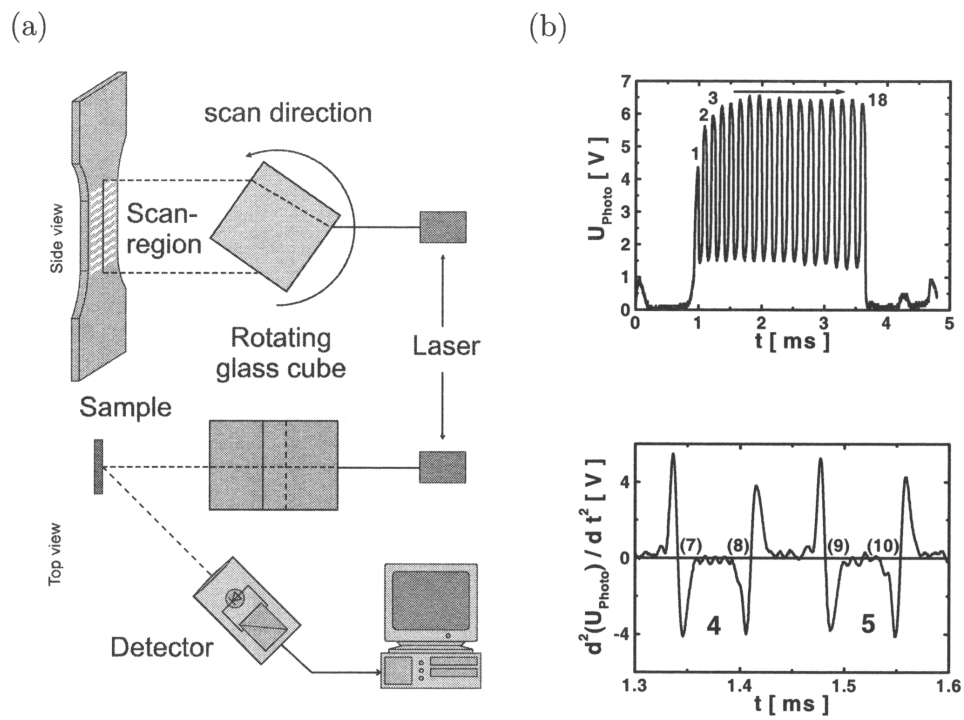 (a)
scan direction
Side view
Scan-
region
Rotating
glass cube
Laser
Sample
Top view
Detector
(b)
7
6
5
4
3
2
1
0
U Photo [ V ]
1
2
3
18
0 1 2 3 4 5
t [ ms ]
4
0
-4
d²(U Photo) / d t² [ V ]
(7) (8) (9) (10)
4 5
1.3 1.4 1.5 1.6
t [ ms ]